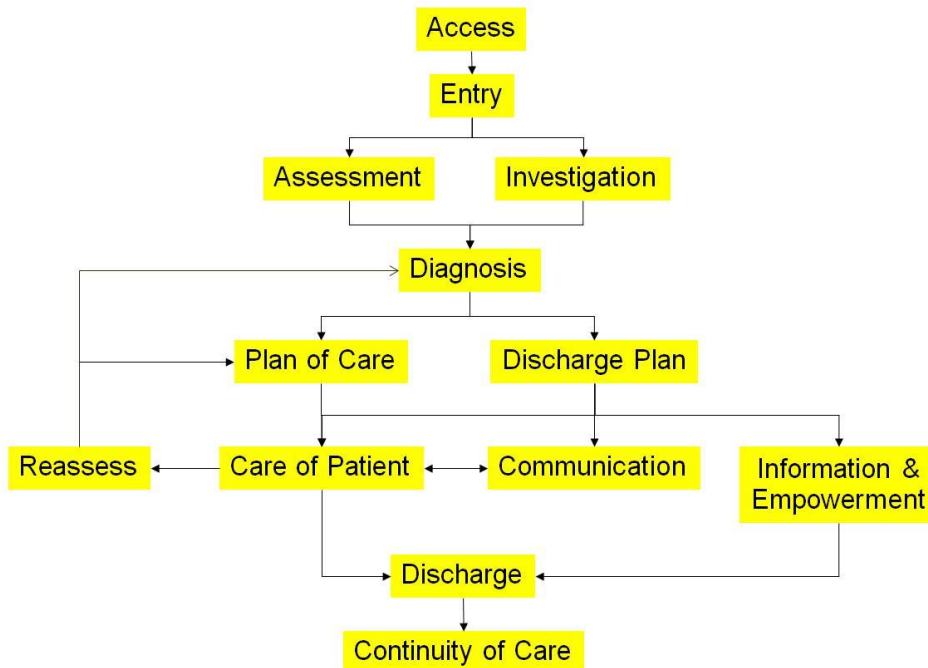 Access
Entry
Assessment
Investigation
Diagnosis
Plan of Care
Discharge Plan
Reassess
Care of Patient
Communication
Information &
Empowerment
Discharge
Continuity of Care